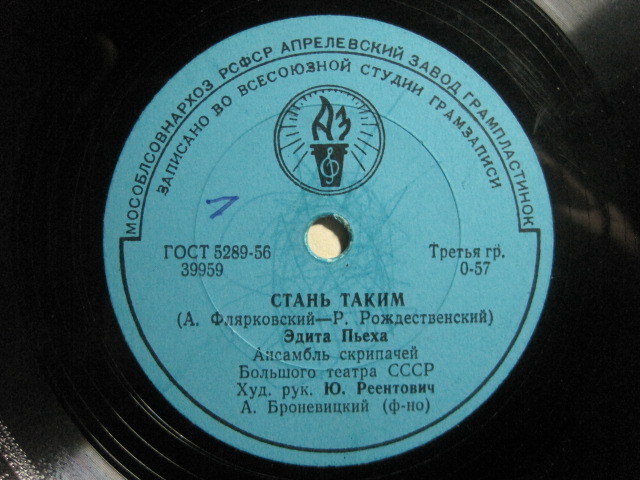 МОСОБЛСОВНАРХОЗ РСФСР АПРЕЛЕВСКИЙ ЗАВОД ГРАМПЛАСТИНОК
ЗАПИСАНО ВО ВСЕСОЮЗНОЙ СТУДИИ ГРАМЗАПИСИ
АЗ
1
ГОСТ 5289-56 Третья гр.
39959 0-57
СТАНЬ ТАКИМ
(А. Флярковский—Р. Рождественский)
Эдита Пьеха
Ансамбль скрипачей
Большого театра СССР
Худ. рук. Ю. Реентович
А. Броневицкий (ф-но)